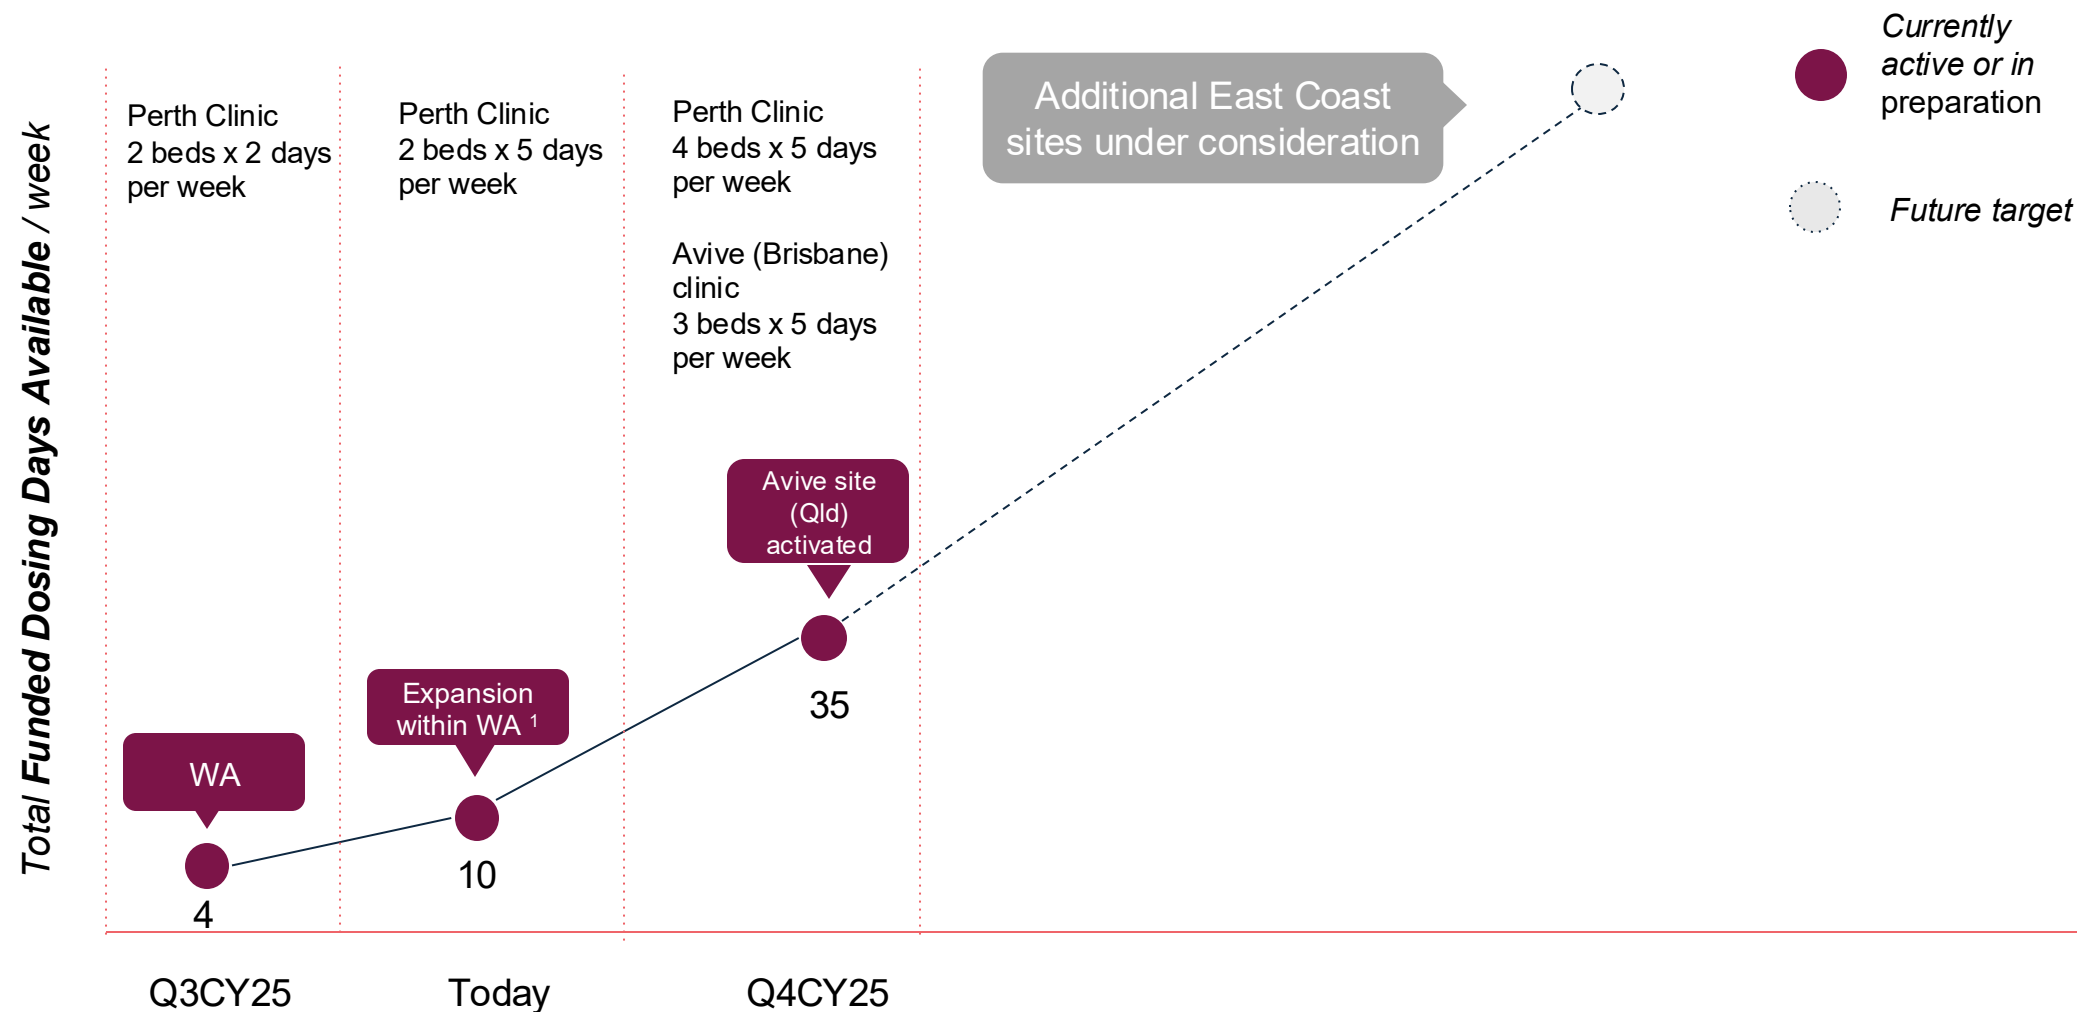 Total Funded Dosing Days Available / week
Perth Clinic
2 beds x 2 days
per week
Perth Clinic
2 beds x 5 days
per week
Perth Clinic
4 beds x 5 days
per week
Avive (Brisbane)
clinic
3 beds x 5 days
per week
Additional East Coast
sites under consideration
Currently
active or in
preparation
Future target
Avive site
(Qld)
activated
35
Expansion
within WA 1
10
WA
4
Q3CY25
Today
Q4CY25